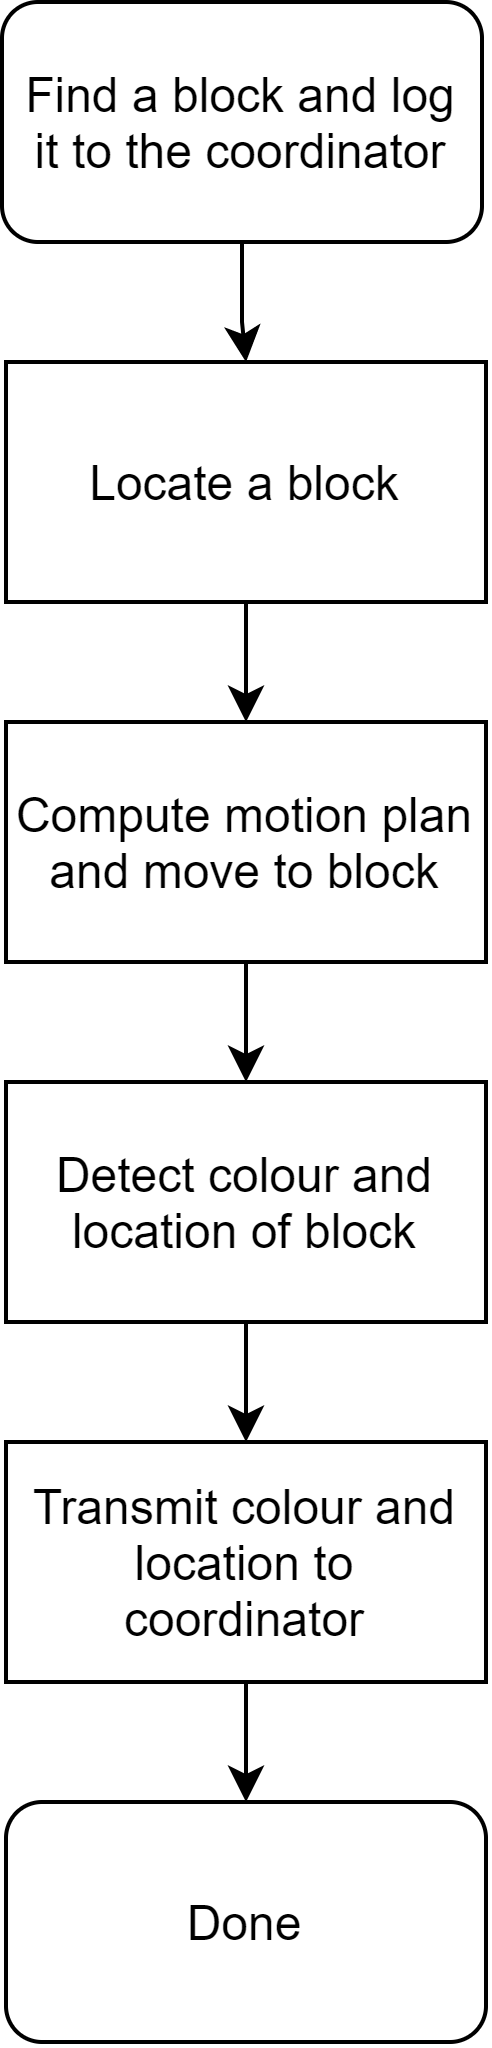 Find a block and log
it to the coordinator
Locate a block
Compute motion plan
and move to block
Detect colour and
location of block
Transmit colour and
location to
coordinator
Done